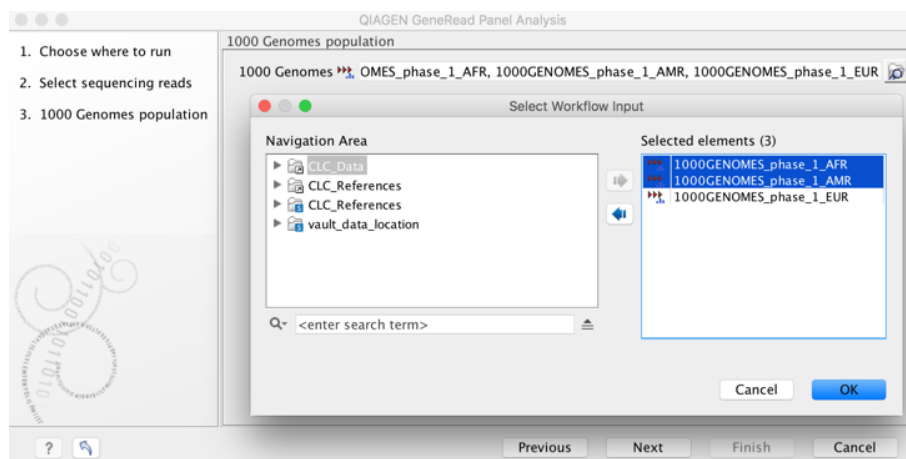 QIAGEN GeneRead Panel Analysis
1. Choose where to run
2. Select sequencing reads
3. 1000 Genomes population
1000 Genomes population
1000 Genomes OMES_phase_1_AFR, 1000GENOMES_phase_1_AMR, 1000GENOMES_phase_1_EUR
Select Workflow Input
Navigation Area
CLC_Data
CLC_References
CLC_References
vault_data_location
<enter search term>
Selected elements (3)
1000GENOMES_phase_1_AFR
1000GENOMES_phase_1_AMR
1000GENOMES_phase_1_EUR
Cancel OK
? Previous Next Finish Cancel